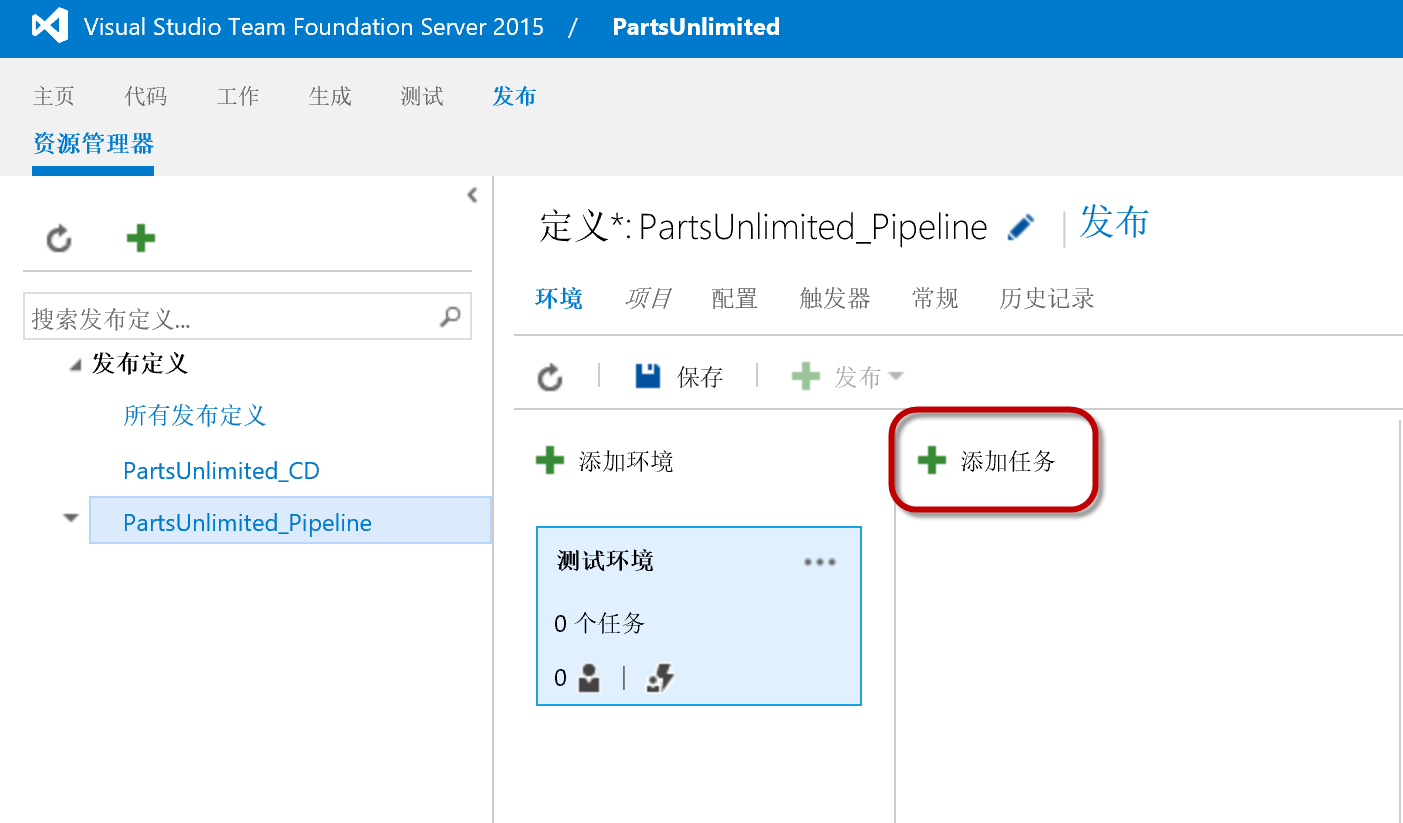 Visual Studio Team Foundation Server 2015 / PartsUnlimited
主页 代码 工作 生成 测试 发布
资源管理器
搜索发布定义...
发布定义
所有发布定义
PartsUnlimited_CD
PartsUnlimited_Pipeline
定义*: PartsUnlimited_Pipeline | 发布
环境 项目 配置 触发器 常规 历史记录
保存 发布
添加环境
添加任务
测试环境
0 个任务
0